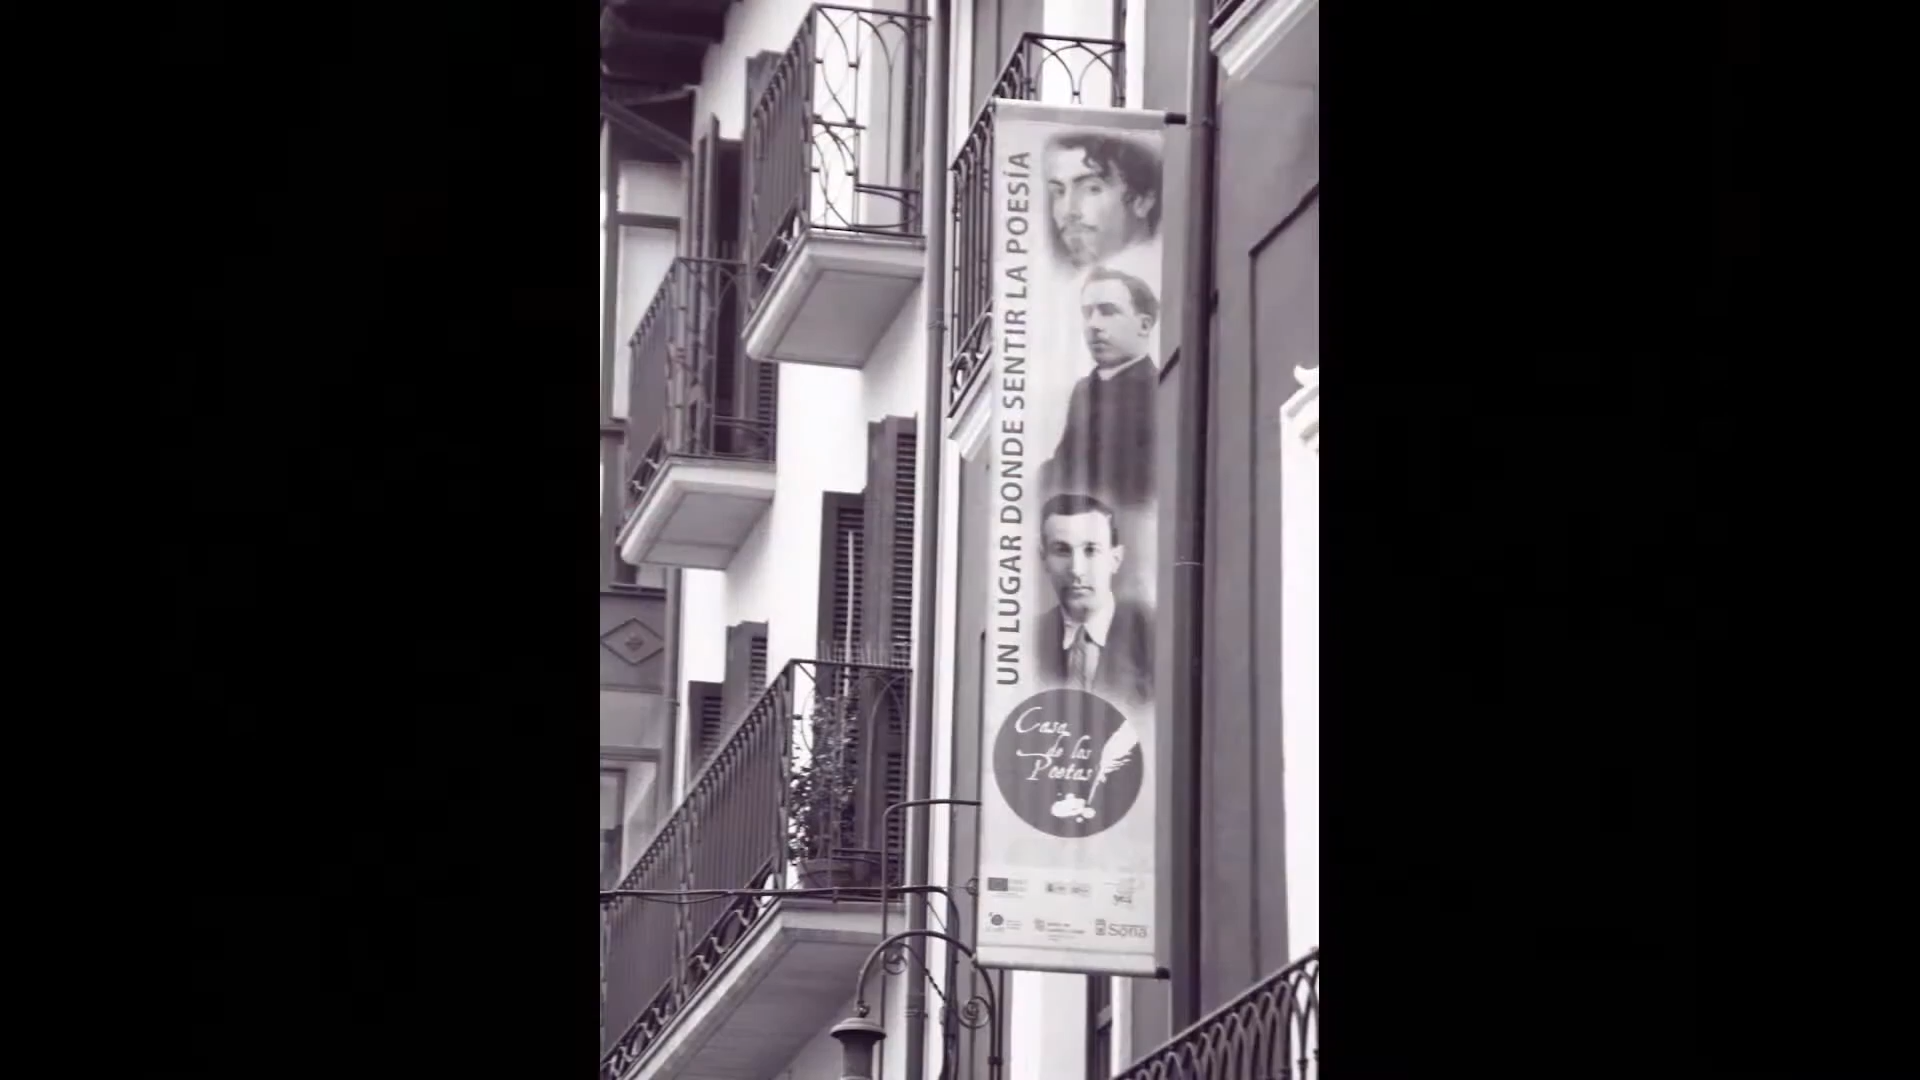 UN LUGAR DONDE SENTIR LA POESÍA
Casa
de los
Poetas
Soria